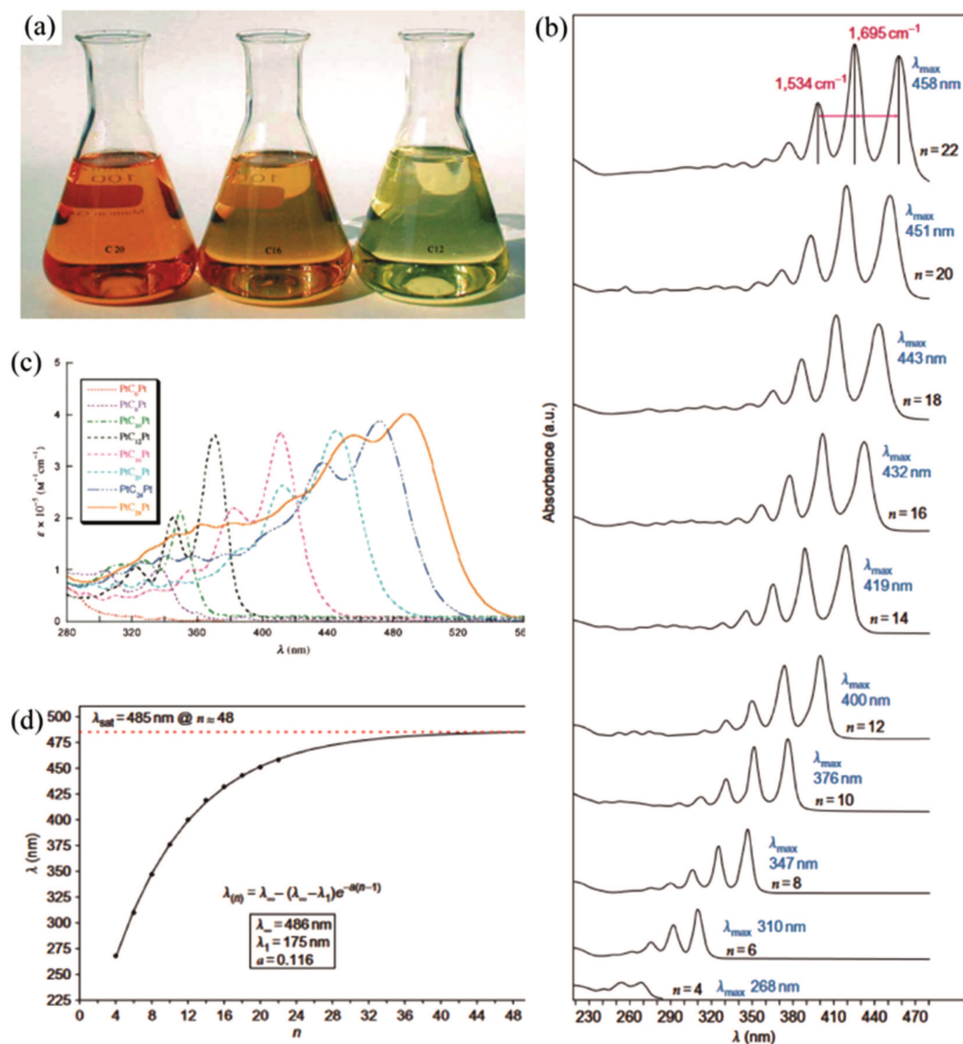 (a)
100
C 20
C16
C12
(b)
1,695 cm⁻¹
1,534 cm⁻¹
λmax
458 nm
n = 22
λmax
451 nm
n = 20
λmax
443 nm
n = 18
λmax
432 nm
n = 16
λmax
419 nm
n = 14
λmax
400 nm
n = 12
λmax
376 nm
n = 10
λmax
347 nm
n = 8
λmax 310 nm
n = 6
n = 4 λmax 268 nm
Absorbance (a.u.)
220 260 290 320 350 380 410 440 470
λ (nm)
(c)
5
4
3
2
1
0
ε × 10⁻⁵ (M⁻¹cm⁻¹)
PtC₁₂Pt
280 320 360 400 440 480 520
λ (nm)
(d)
λsat = 485 nm @ n ≈ 48
500
475
450
425
400
375
350
325
300
275
250
225
λ (nm)
λ(n) = λ∞ – (λ∞ – λ₁)e⁻ᵃ⁽ⁿ⁻¹⁾
λ∞ = 486 nm
λ₁ = 175 nm
a = 0.116
0 4 8 12 16 20 24 28 32 36 40 44 48
n